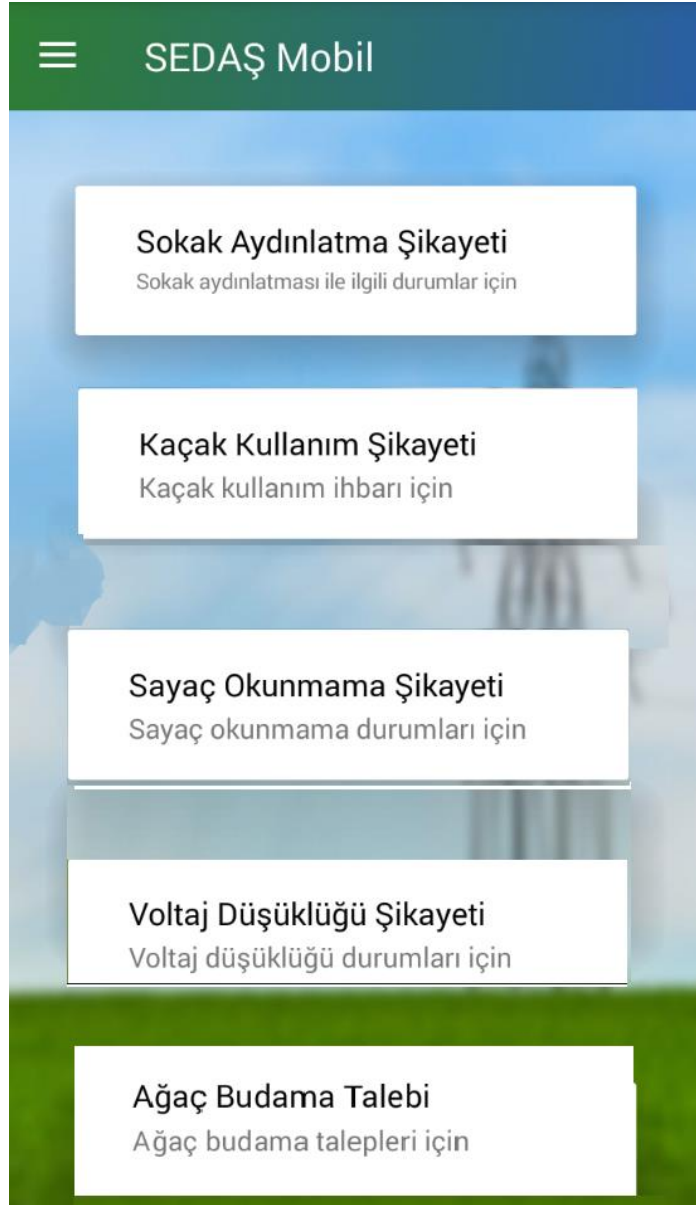 SEDAŞ Mobil
Sokak Aydınlatma Şikayeti
Sokak aydınlatması ile ilgili durumlar için
Kaçak Kullanım Şikayeti
Kaçak kullanım ihbarı için
Sayaç Okunmama Şikayeti
Sayaç okunmama durumları için
Voltaj Düşüklüğü Şikayeti
Voltaj düşüklüğü durumları için
Ağaç Budama Talebi
Ağaç budama talepleri için